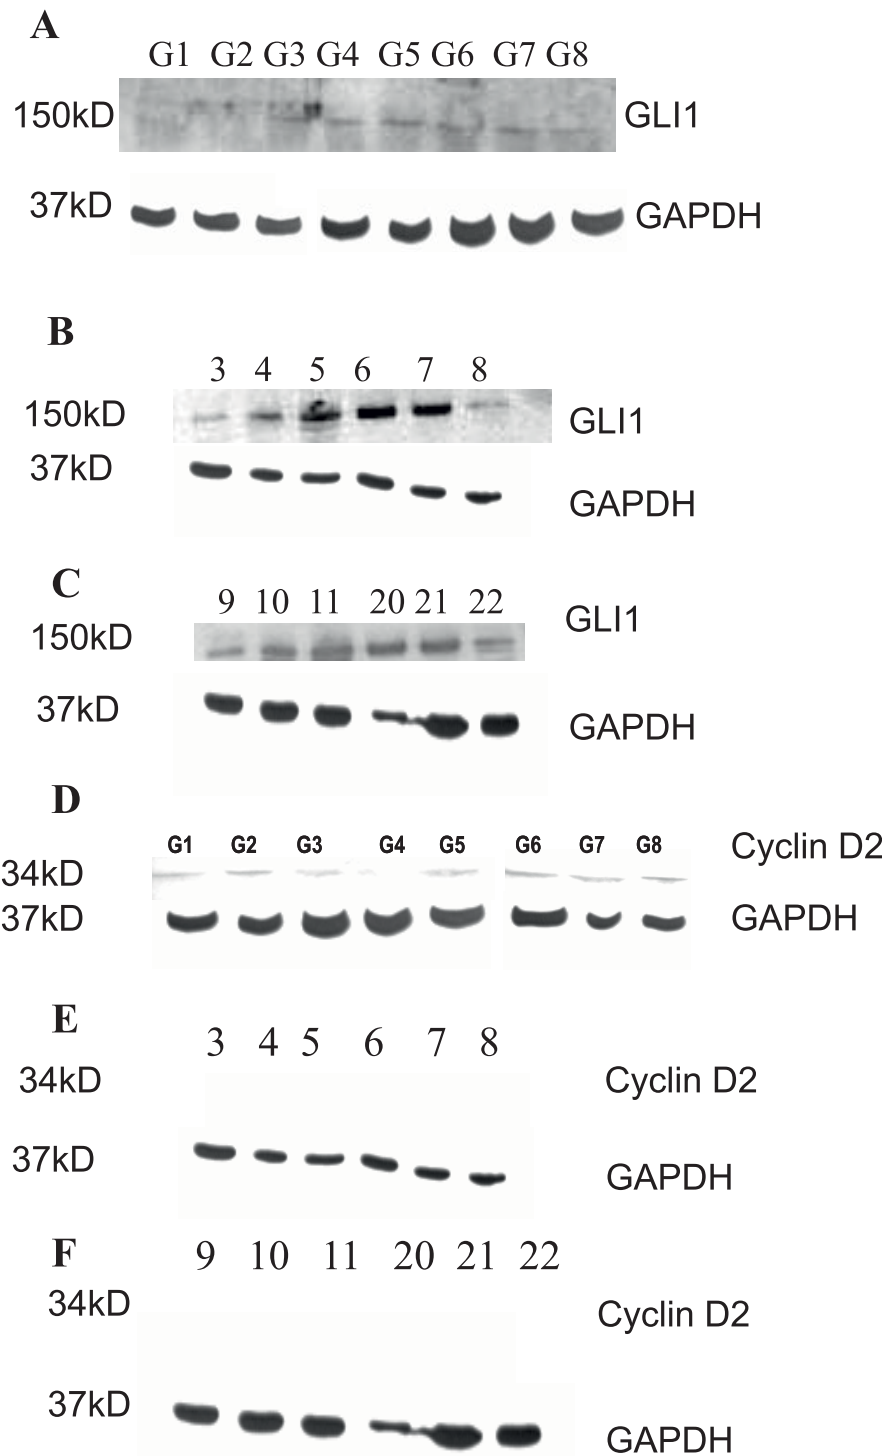 A
G1 G2 G3 G4 G5 G6 G7 G8
150kD GLI1
37kD GAPDH
B
3 4 5 6 7 8
150kD GLI1
37kD GAPDH
C
9 10 11 20 21 22 GLI1
150kD
37kD GAPDH
D
G1 G2 G3 G4 G5 G6 G7 G8 Cyclin D2
34kD
37kD GAPDH
E
3 4 5 6 7 8
34kD Cyclin D2
37kD GAPDH
F
9 10 11 20 21 22
34kD Cyclin D2
37kD GAPDH